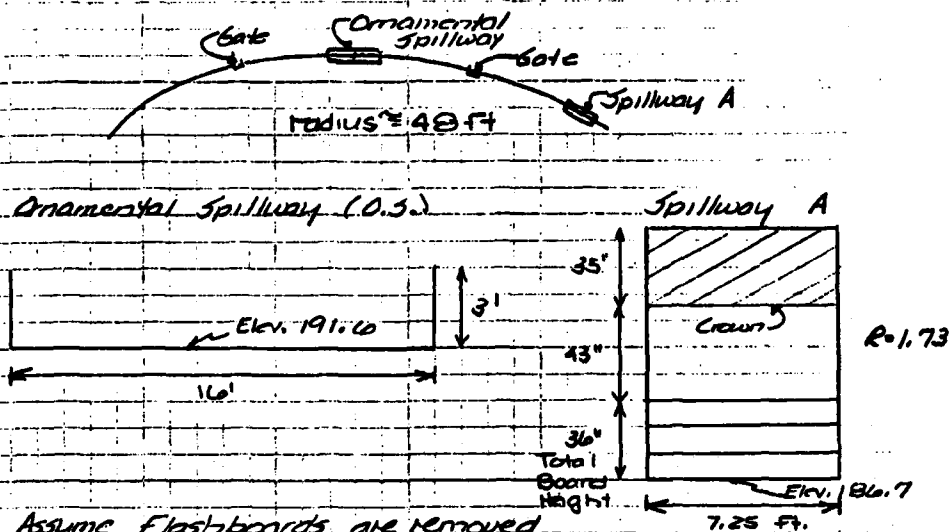 Gate
Ornamental
Spillway
Gate
Spillway A
radius ≅ 48 ft
Ornamental Spillway (O.S.)
Spillway A
35"
3'
Elev. 191.6
Crown
43"
R=1.73
16'
36"
Total
Board
Height
Elev. 186.7
7.25 Ft.
Assume Flashboards are removed